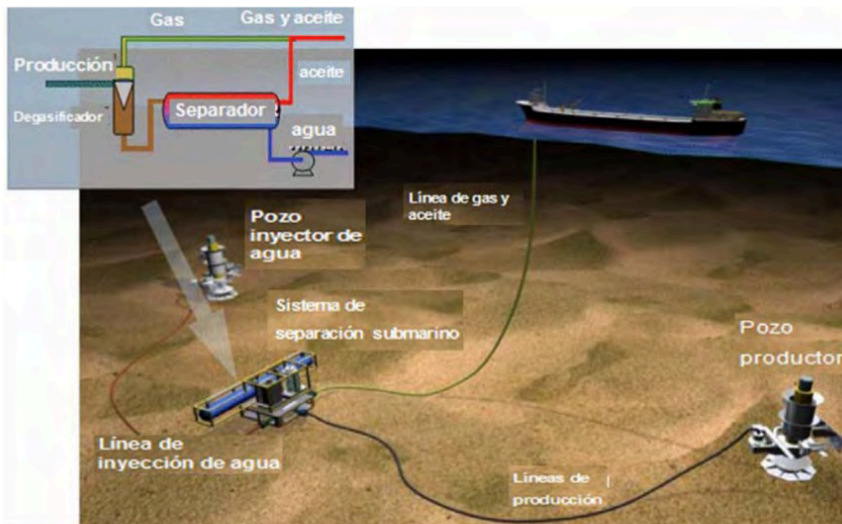 Gas
Gas y aceite
Producción
aceite
Degasificador
Separador
agua
Línea de gas y
aceite
Pozo
inyector de
agua
Sistema de
separación submarino
Pozo
productor
Línea de
inyección de agua
Líneas de
producción